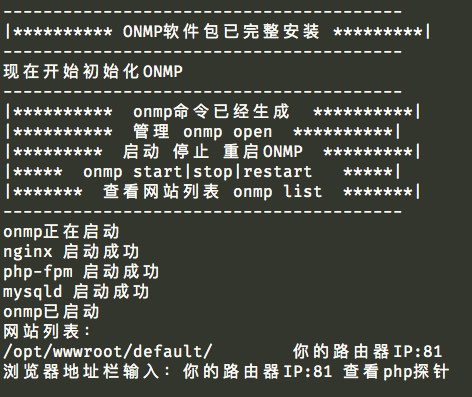 ----------------------------------------
|********** ONMP软件包已完整安装 *********|
----------------------------------------
现在开始初始化ONMP
----------------------------------------
|********** onmp命令已经生成 **********|
|********** 管理 onmp open **********|
|********* 启动 停止 重启ONMP *********|
|***** onmp start|stop|restart *****|
|******* 查看网站列表 onmp list *******|
----------------------------------------
onmp正在启动
nginx 启动成功
php-fpm 启动成功
mysqld 启动成功
onmp已启动
网站列表：
/opt/wwwroot/default/ 你的路由器IP:81
浏览器地址栏输入：你的路由器IP:81 查看php探针